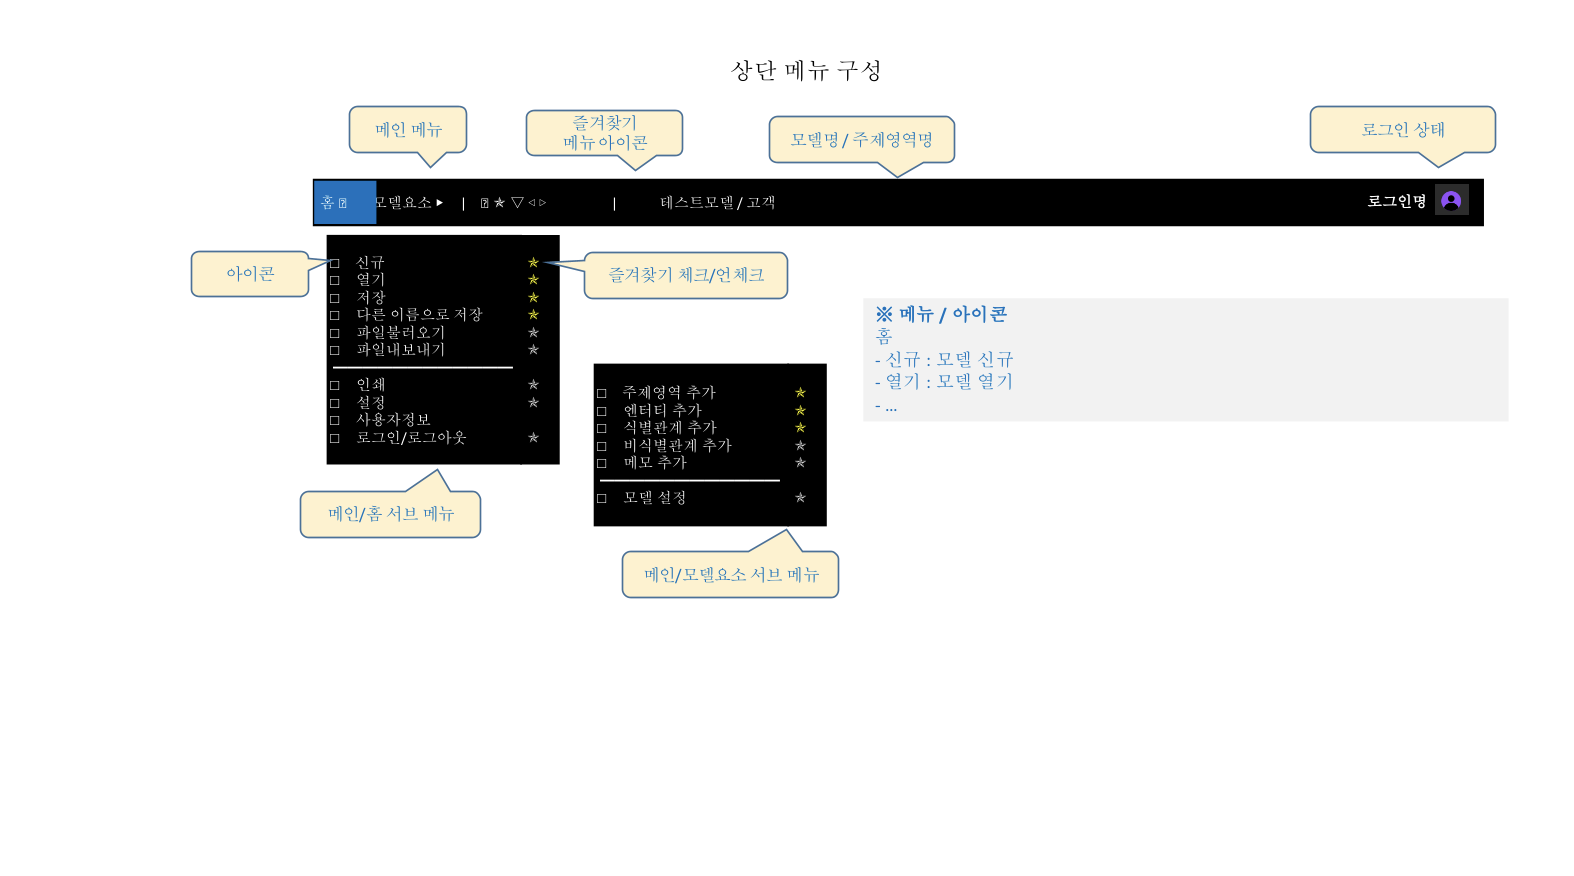 상단 메뉴 구성
메인 메뉴
즐겨찾기
메뉴 아이콘
모델명 / 주제영역명
로그인 상태
홈 모델요소 ▶ | ★ ▽ ◁ ▷ | 테스트모델 / 고객 로그인명
아이콘
즐겨찾기 체크/언체크
□ 신규 ★
□ 열기 ★
□ 저장 ★
□ 다른 이름으로 저장 ★
□ 파일불러오기 ★
□ 파일내보내기 ★
□ 인쇄 ★
□ 설정 ★
□ 사용자정보
□ 로그인/로그아웃 ★
메인/홈 서브 메뉴
□ 주제영역 추가 ★
□ 엔터티 추가 ★
□ 식별관계 추가 ★
□ 비식별관계 추가 ★
□ 메모 추가 ★
□ 모델 설정 ★
메인/모델요소 서브 메뉴
※ 메뉴 / 아이콘
홈
- 신규 : 모델 신규
- 열기 : 모델 열기
- ...